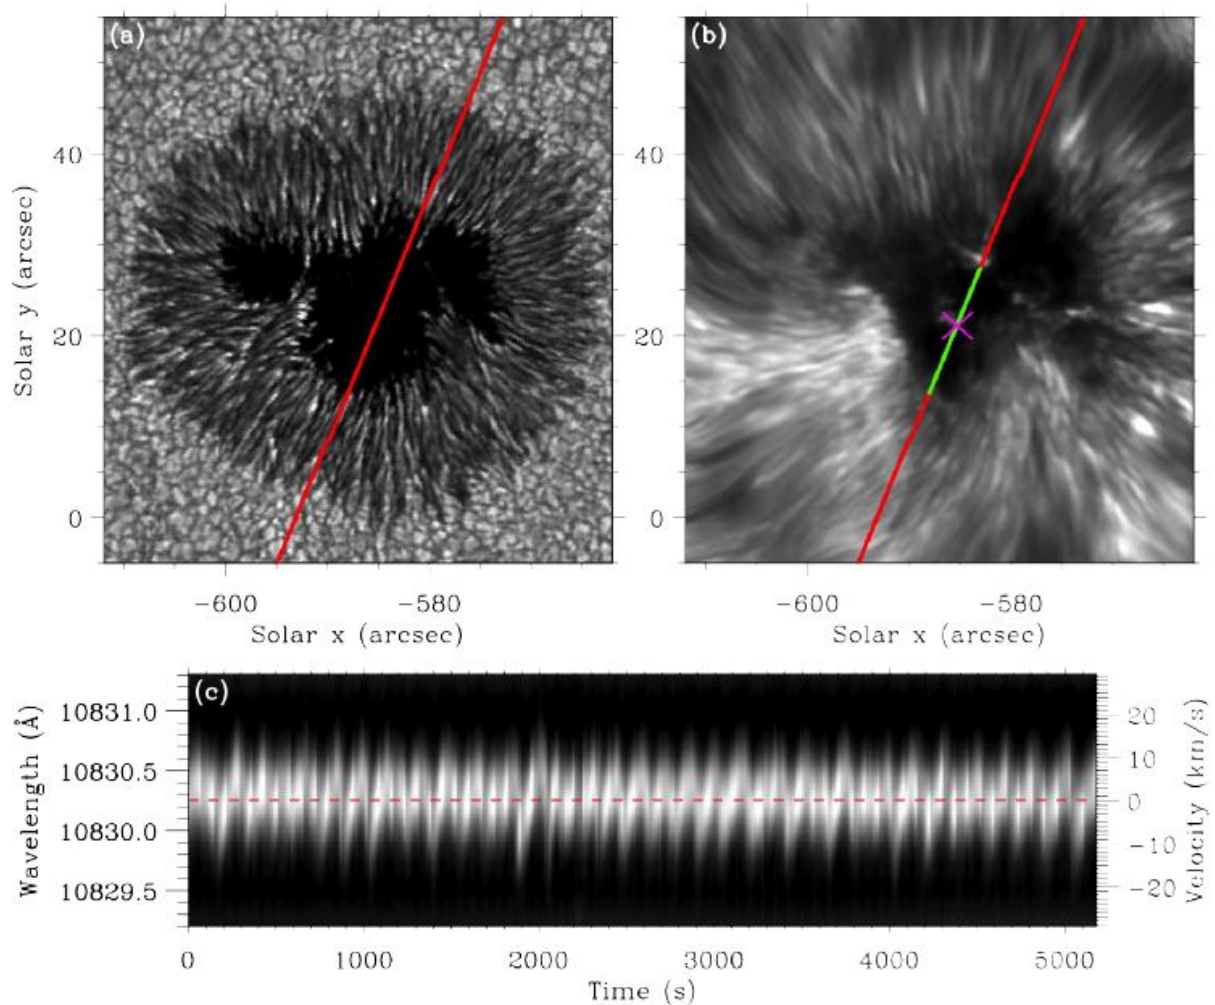 (a)
(b)
Solar y (arcsec)
40
20
0
40
20
0
-600
-580
-600
-580
Solar x (arcsec)
Solar x (arcsec)
(c)
Wavelength (Å)
10831.0
10830.5
10830.0
10829.5
20
10
0
-10
-20
Velocity (km/s)
0
1000
2000
3000
4000
5000
Time (s)